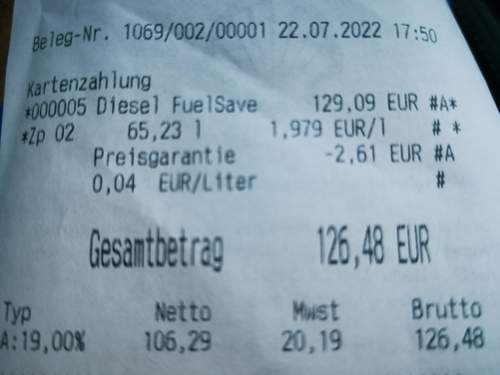 Beleg-Nr. 1069/002/00001 22.07.2022 17:50
Kartenzahlung
*000005 Diesel FuelSave 129,09 EUR #A*
*Zp 02 65,23 l 1,979 EUR/l # *
Preisgarantie -2,61 EUR #A
0,04 EUR/Liter #
Gesamtbetrag 126,48 EUR
Typ Netto Mwst Brutto
A:19,00% 106,29 20,19 126,48